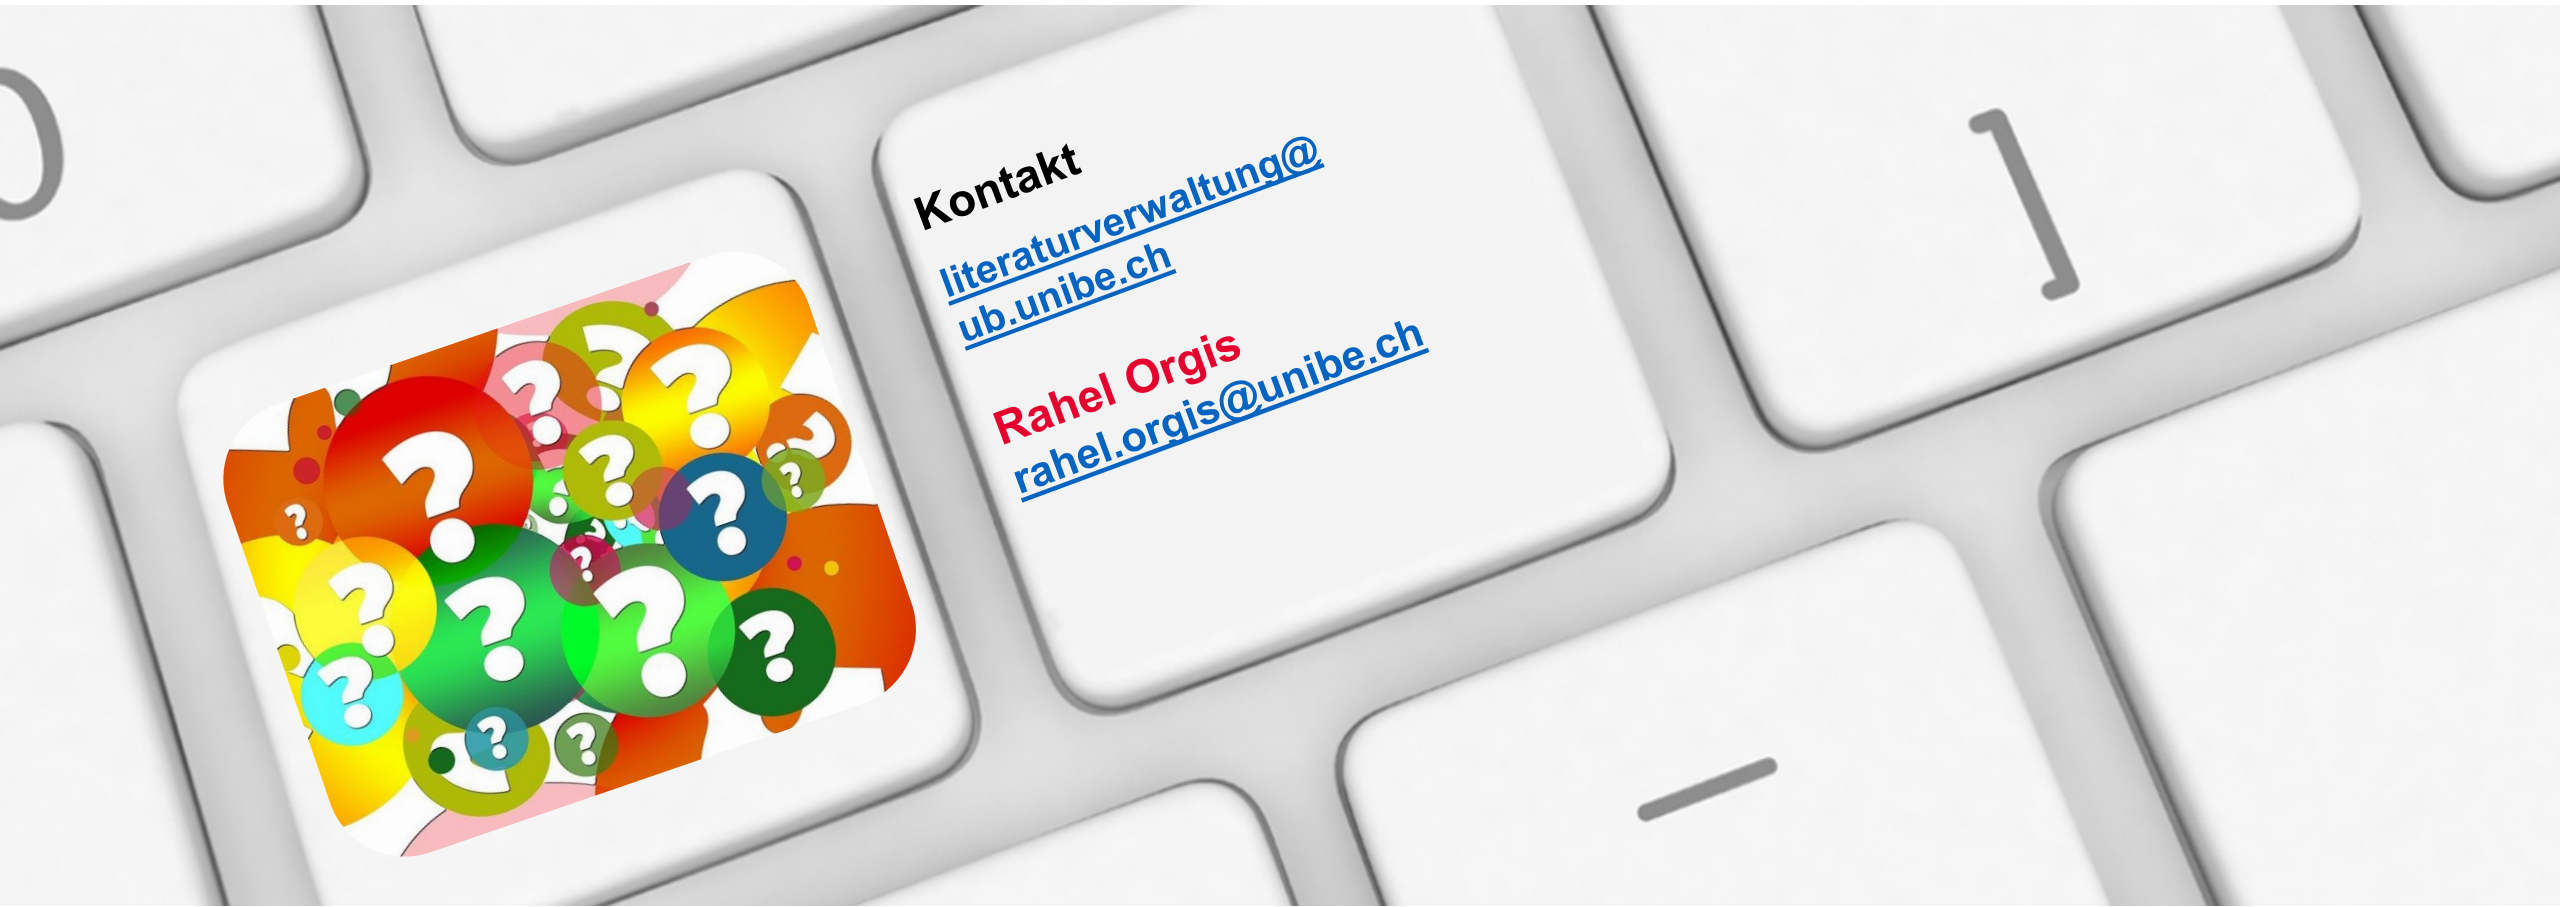 Kontakt
literaturverwaltung@
ub.unibe.ch
Rahel Orgis
rahel.orgis@unibe.ch
]
? ? ? ? ? ? ? ? ? ? ? ? ? ? ? ?